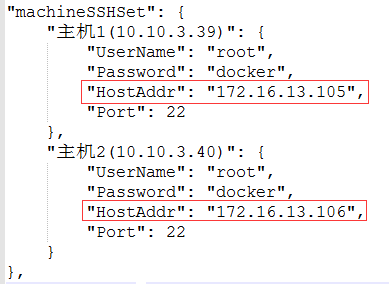 "machineSSHSet": {
"主机1(10.10.3.39)": {
"UserName": "root",
"Password": "docker",
"HostAddr": "172.16.13.105",
"Port": 22
},
"主机2(10.10.3.40)": {
"UserName": "root",
"Password": "docker",
"HostAddr": "172.16.13.106",
"Port": 22
}
},